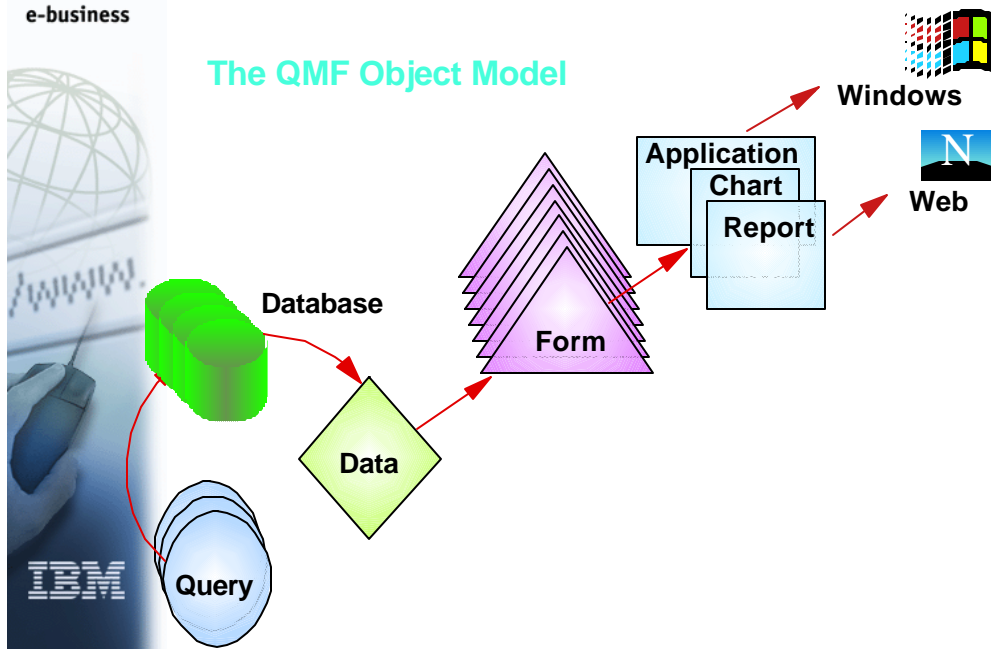 e-business
The QMF Object Model
Windows
N
Web
Application
Chart
Report
Database
Form
Data
Query
IBM